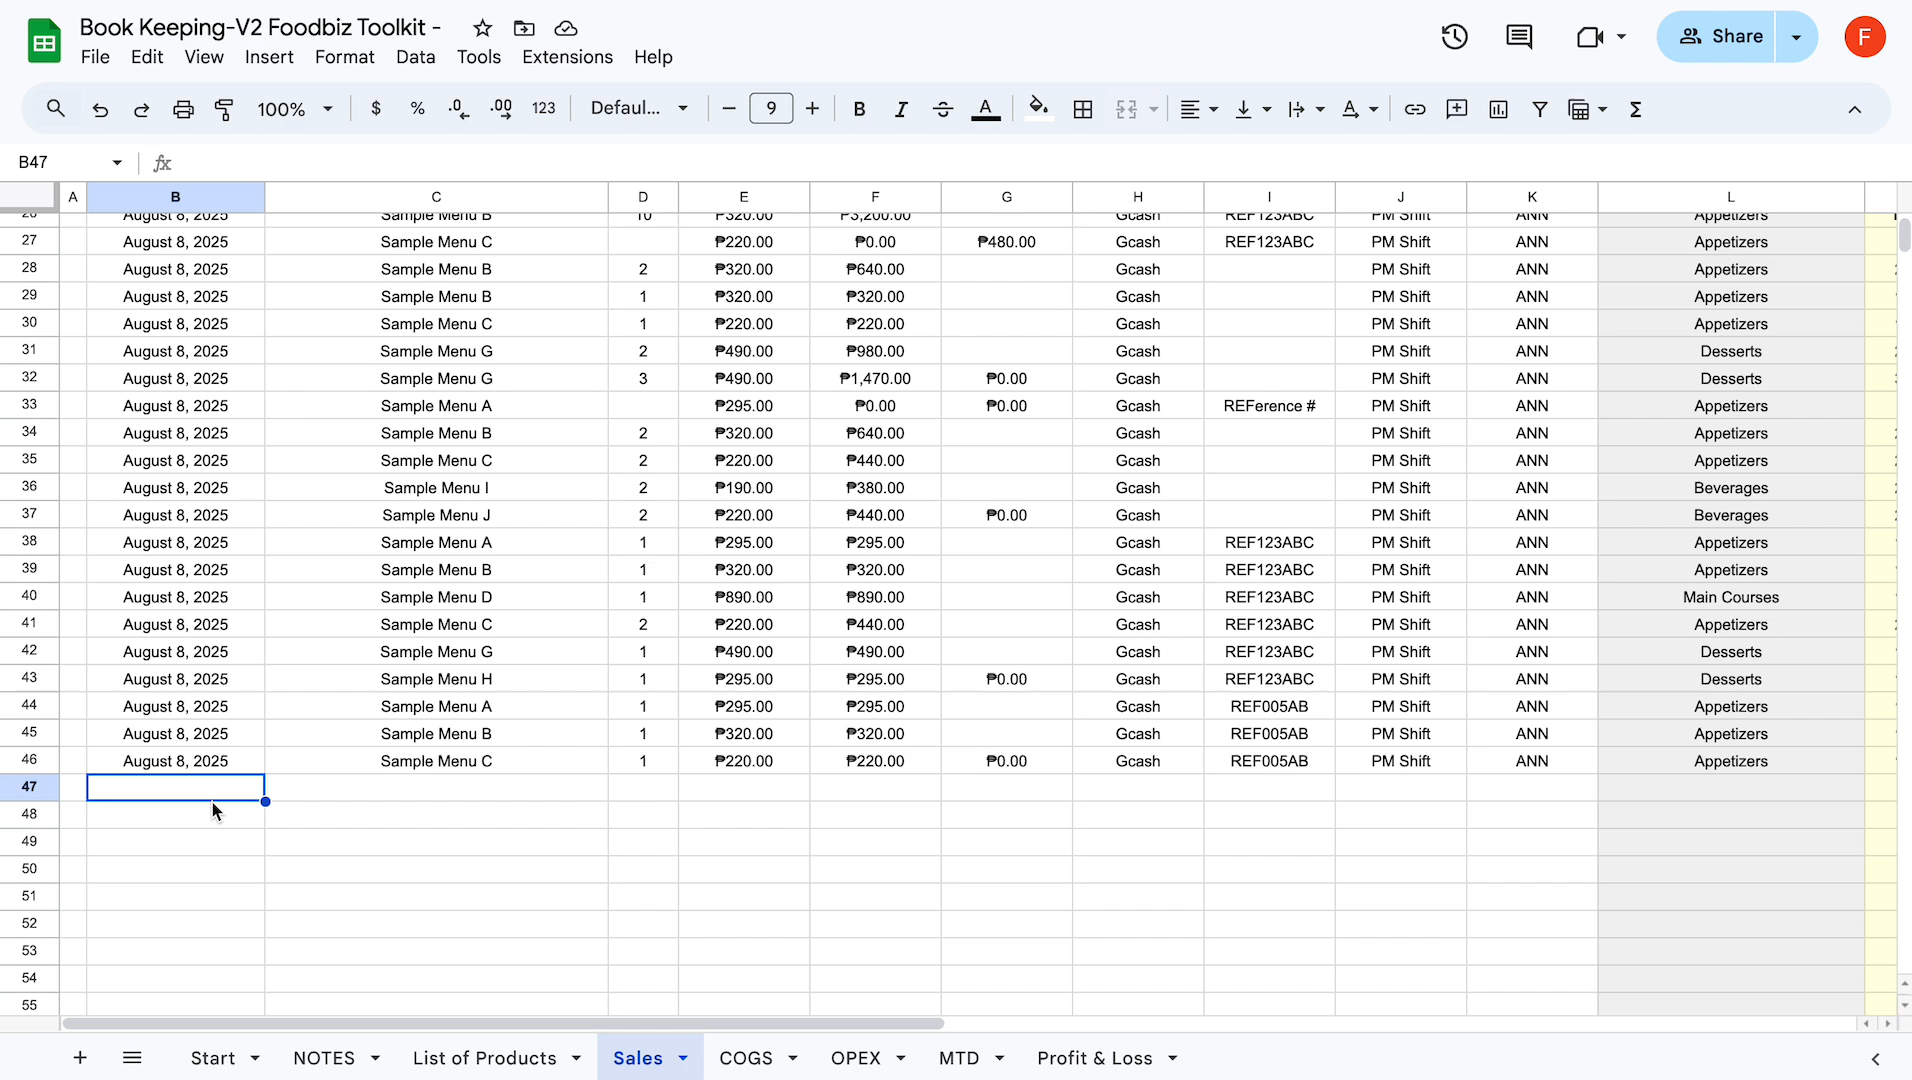 Book Keeping-V2 Foodbiz Toolkit -
File Edit View Insert Format Data Tools Extensions Help
Share
F
100% $ % .0 .00 123 Defaul... 9 B I A
B47 fx
A B C D E F G H I J K L
26 August 8, 2025 Sample Menu B 10 ₱320.00 ₱3,200.00 Gcash REF123ABC PM Shift ANN Appetizers
27 August 8, 2025 Sample Menu C ₱220.00 ₱0.00 ₱480.00 Gcash REF123ABC PM Shift ANN Appetizers
28 August 8, 2025 Sample Menu B 2 ₱320.00 ₱640.00 Gcash PM Shift ANN Appetizers
29 August 8, 2025 Sample Menu B 1 ₱320.00 ₱320.00 Gcash PM Shift ANN Appetizers
30 August 8, 2025 Sample Menu C 1 ₱220.00 ₱220.00 Gcash PM Shift ANN Appetizers
31 August 8, 2025 Sample Menu G 2 ₱490.00 ₱980.00 Gcash PM Shift ANN Desserts
32 August 8, 2025 Sample Menu G 3 ₱490.00 ₱1,470.00 ₱0.00 Gcash PM Shift ANN Desserts
33 August 8, 2025 Sample Menu A ₱295.00 ₱0.00 ₱0.00 Gcash REFerence # PM Shift ANN Appetizers
34 August 8, 2025 Sample Menu B 2 ₱320.00 ₱640.00 Gcash PM Shift ANN Appetizers
35 August 8, 2025 Sample Menu C 2 ₱220.00 ₱440.00 Gcash PM Shift ANN Appetizers
36 August 8, 2025 Sample Menu I 2 ₱190.00 ₱380.00 Gcash PM Shift ANN Beverages
37 August 8, 2025 Sample Menu J 2 ₱220.00 ₱440.00 ₱0.00 Gcash PM Shift ANN Beverages
38 August 8, 2025 Sample Menu A 1 ₱295.00 ₱295.00 Gcash REF123ABC PM Shift ANN Appetizers
39 August 8, 2025 Sample Menu B 1 ₱320.00 ₱320.00 Gcash REF123ABC PM Shift ANN Appetizers
40 August 8, 2025 Sample Menu D 1 ₱890.00 ₱890.00 Gcash REF123ABC PM Shift ANN Main Courses
41 August 8, 2025 Sample Menu C 2 ₱220.00 ₱440.00 Gcash REF123ABC PM Shift ANN Appetizers
42 August 8, 2025 Sample Menu G 1 ₱490.00 ₱490.00 Gcash REF123ABC PM Shift ANN Desserts
43 August 8, 2025 Sample Menu H 1 ₱295.00 ₱295.00 ₱0.00 Gcash REF123ABC PM Shift ANN Desserts
44 August 8, 2025 Sample Menu A 1 ₱295.00 ₱295.00 Gcash REF005AB PM Shift ANN Appetizers
45 August 8, 2025 Sample Menu B 1 ₱320.00 ₱320.00 Gcash REF005AB PM Shift ANN Appetizers
46 August 8, 2025 Sample Menu C 1 ₱220.00 ₱220.00 ₱0.00 Gcash REF005AB PM Shift ANN Appetizers
47
48
49
50
51
52
53
54
55
Start NOTES List of Products Sales COGS OPEX MTD Profit & Loss